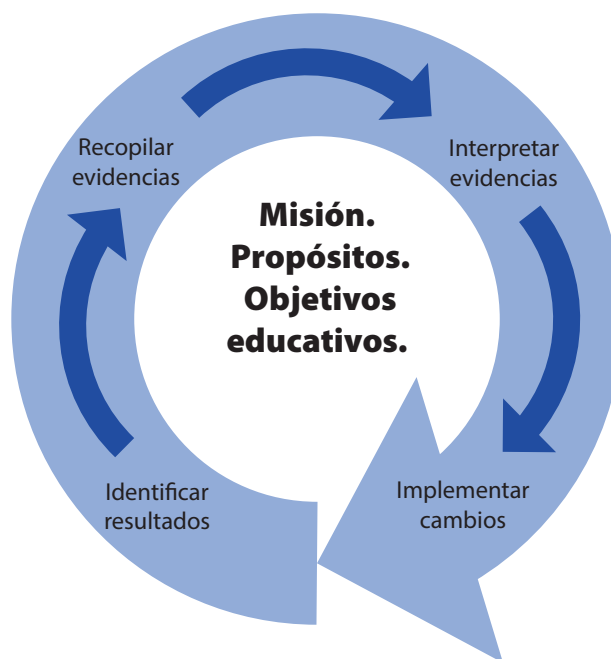 Recopilar
evidencias
Interpretar
evidencias
Misión.
Propósitos.
Objetivos
educativos.
Identificar
resultados
Implementar
cambios